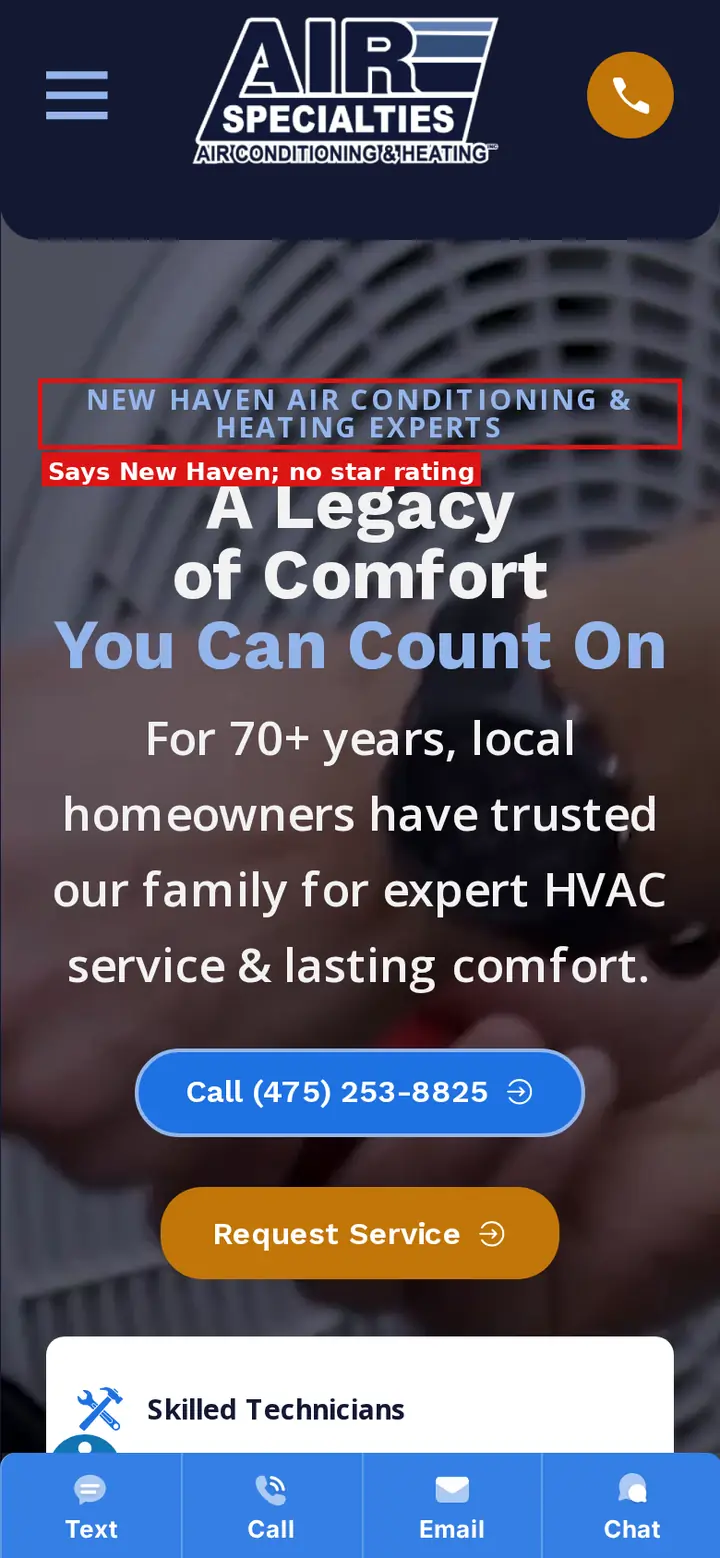 AIR
SPECIALTIES
AIR CONDITIONING & HEATING INC
NEW HAVEN AIR CONDITIONING &
HEATING EXPERTS
Says New Haven; no star rating
A Legacy
of Comfort
You Can Count On
For 70+ years, local
homeowners have trusted
our family for expert HVAC
service & lasting comfort.
Call (475) 253-8825
Request Service
Skilled Technicians
Text
Call
Email
Chat